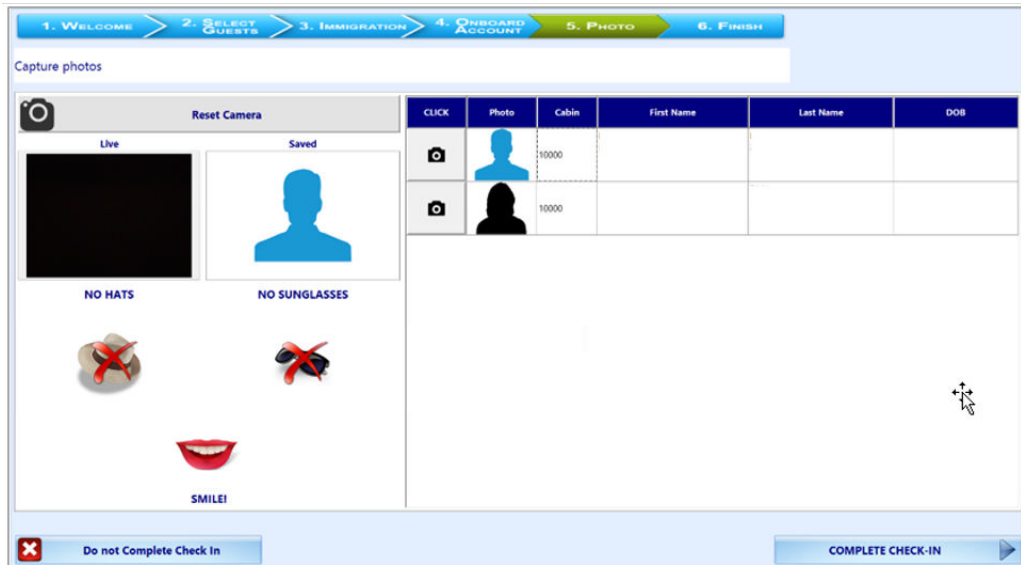 1. WELCOME
2. SELECT GUESTS
3. IMMIGRATION
4. ONBOARD ACCOUNT
5. PHOTO
6. FINISH
Capture photos
Reset Camera
Live
Saved
NO HATS
NO SUNGLASSES
SMILE!
CLICK Photo Cabin First Name Last Name DOB
10000
10000
Do not Complete Check In
COMPLETE CHECK-IN